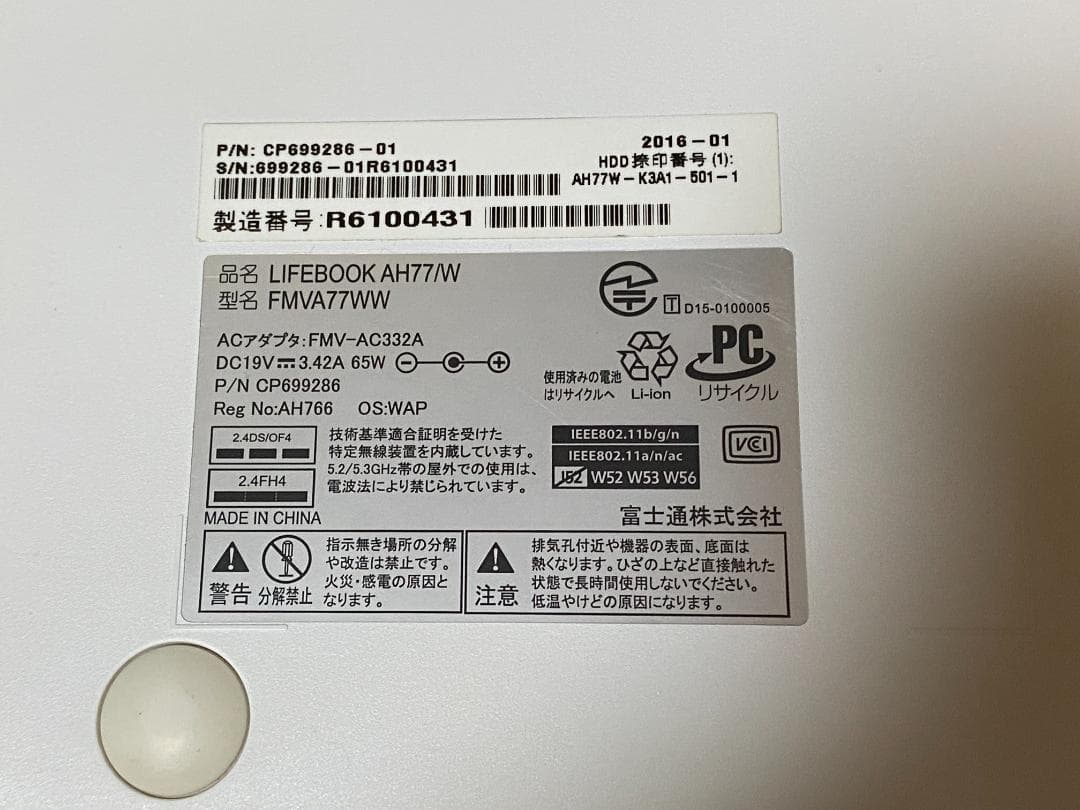 P/N: CP699286-01
S/N:699286-01R6100431
製造番号:R6100431
2016-01
HDD捺印番号(1):
AH77W-K3A1-501-1
品名 LIFEBOOK AH77/W
型名 FMVA77WW
T D15-0100005
ACアダプタ:FMV-AC332A
DC19V 3.42A 65W
P/N CP699286
Reg No:AH766 OS:WAP
使用済みの電池
はリサイクルへ
Li-ion
PC
リサイクル
2.4DS/OF4
2.4FH4
技術基準適合証明を受けた
特定無線装置を内蔵しています。
5.2/5.3GHz帯の屋外での使用は、
電波法により禁じられています。
IEEE802.11b/g/n
IEEE802.11a/n/ac
J52 W52 W53 W56
VCI
MADE IN CHINA
富士通株式会社
警告 分解禁止
指示無き場所の分解
や改造は禁止です。
火災・感電の原因と
なります。
注意
排気孔付近や機器の表面、底面は
熱くなります。ひざの上など直接触れた
状態で長時間使用しないでください。
低温やけどの原因になります。